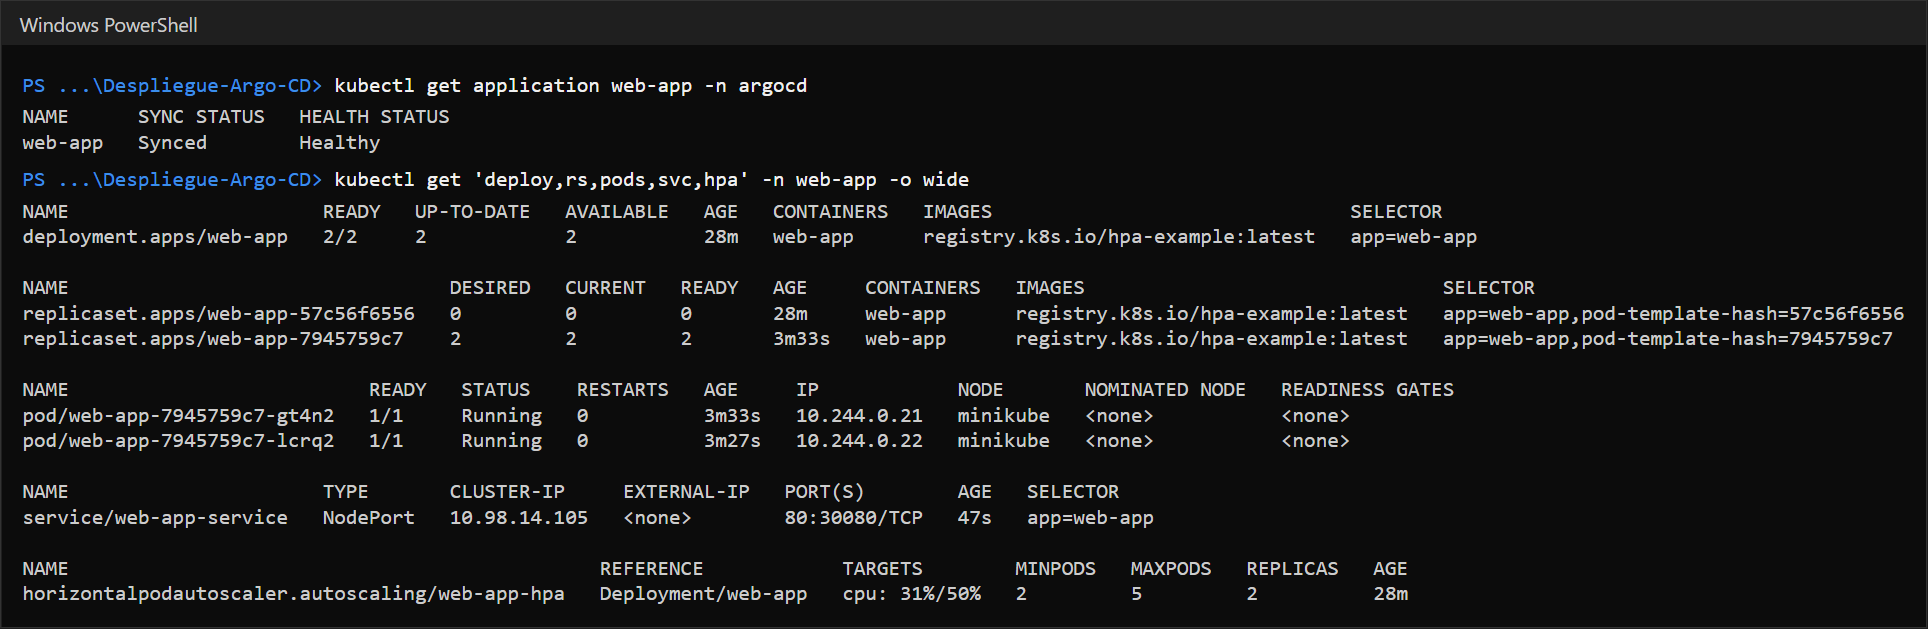 Windows PowerShell
PS ...\Despliegue-Argo-CD> kubectl get application web-app -n argocd
NAME      SYNC STATUS   HEALTH STATUS
web-app   Synced        Healthy
PS ...\Despliegue-Argo-CD> kubectl get 'deploy,rs,pods,svc,hpa' -n web-app -o wide
NAME                      READY   UP-TO-DATE   AVAILABLE   AGE   CONTAINERS   IMAGES                               SELECTOR
deployment.apps/web-app   2/2     2            2           28m   web-app      registry.k8s.io/hpa-example:latest   app=web-app
NAME                                 DESIRED   CURRENT   READY   AGE     CONTAINERS   IMAGES                               SELECTOR
replicaset.apps/web-app-57c56f6556   0         0         0       28m     web-app      registry.k8s.io/hpa-example:latest   app=web-app,pod-template-hash=57c56f6556
replicaset.apps/web-app-7945759c7    2         2         2       3m33s   web-app      registry.k8s.io/hpa-example:latest   app=web-app,pod-template-hash=7945759c7
NAME                          READY   STATUS    RESTARTS   AGE     IP            NODE       NOMINATED NODE   READINESS GATES
pod/web-app-7945759c7-gt4n2   1/1     Running   0          3m33s   10.244.0.21   minikube   <none>           <none>
pod/web-app-7945759c7-lcrq2   1/1     Running   0          3m27s   10.244.0.22   minikube   <none>           <none>
NAME                      TYPE       CLUSTER-IP     EXTERNAL-IP   PORT(S)        AGE   SELECTOR
service/web-app-service   NodePort   10.98.14.105   <none>        80:30080/TCP   47s   app=web-app
NAME                                              REFERENCE            TARGETS        MINPODS   MAXPODS   REPLICAS   AGE
horizontalpodautoscaler.autoscaling/web-app-hpa   Deployment/web-app   cpu: 31%/50%   2         5         2          28m